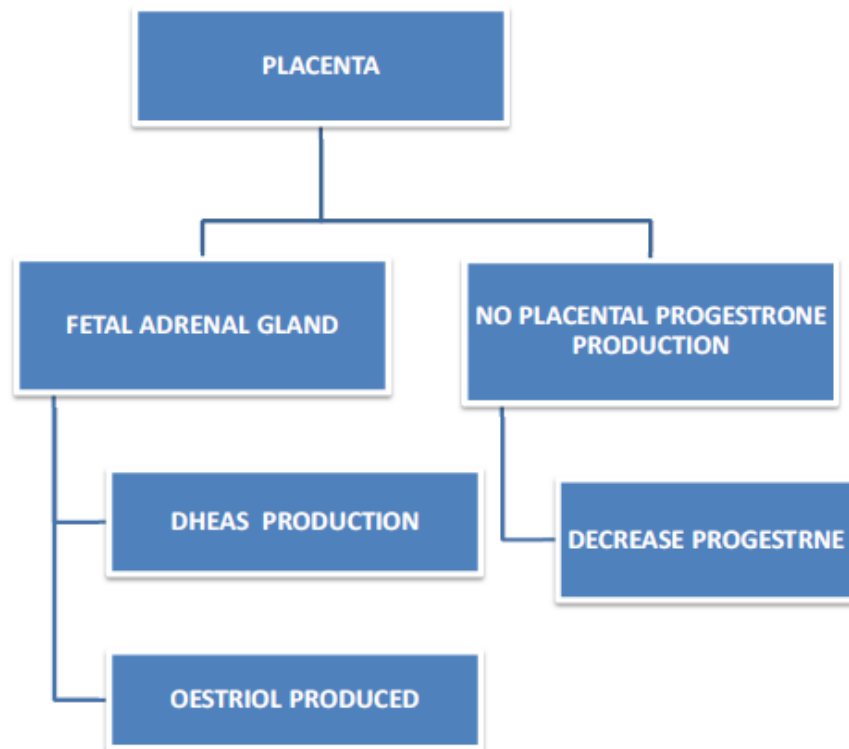 PLACENTA
FETAL ADRENAL GLAND
NO PLACENTAL PROGESTRONE
PRODUCTION
DHEAS PRODUCTION
DECREASE PROGESTRNE
OESTRIOL PRODUCED